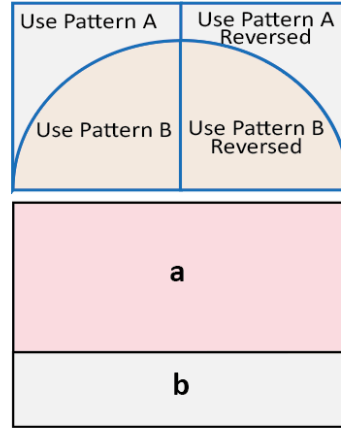 Use Pattern A
Use Pattern A
Reversed
Use Pattern B
Use Pattern B
Reversed
a
b